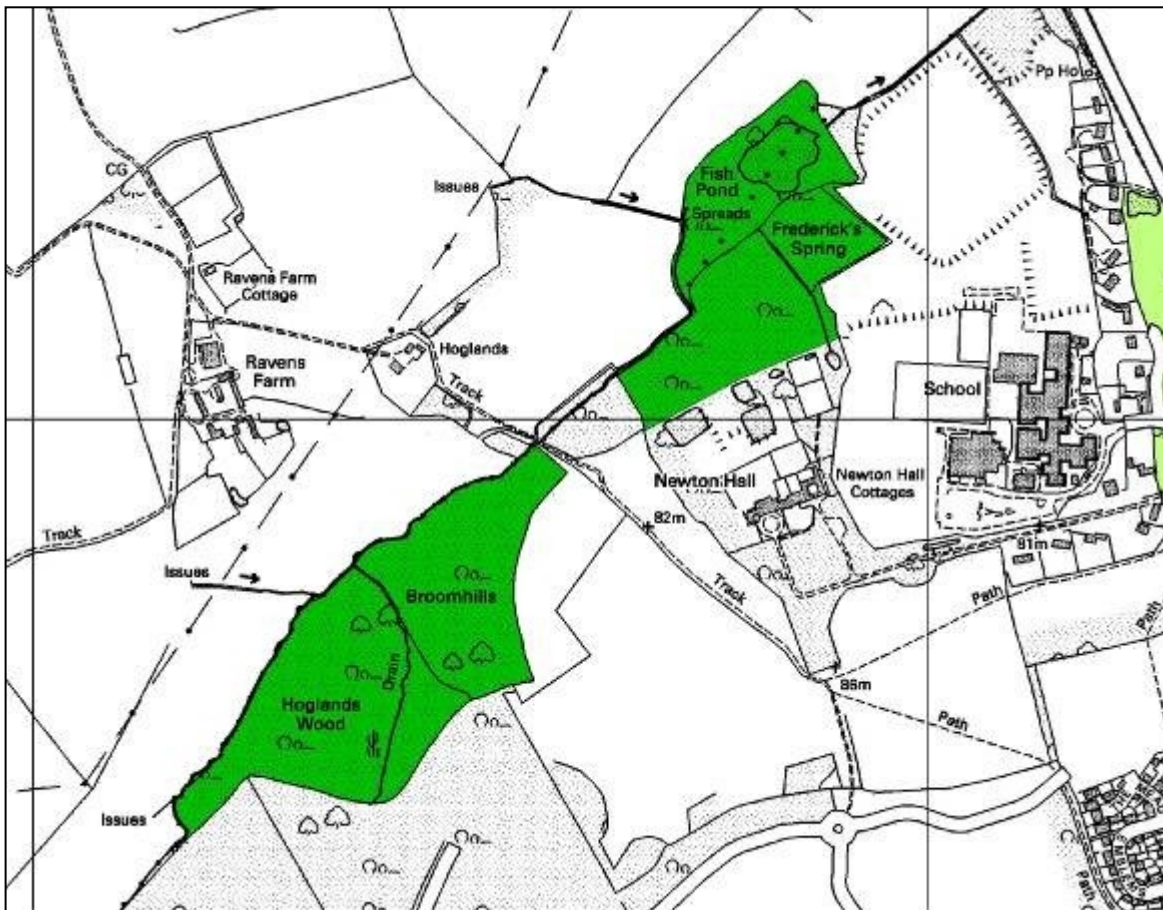 Pp Ho
CG
Issues
Fish
Pond
Spreads
Frederick's
Spring
Ravens Farm
Cottage
Hoglands
Ravens
Farm
Track
School
Newton Hall
Newton Hall
Cottages
82m
Track
81m
Track
Issues
Broomhills
Path
Path
Drain
86m
Hoglands
Wood
Path
Issues
Path